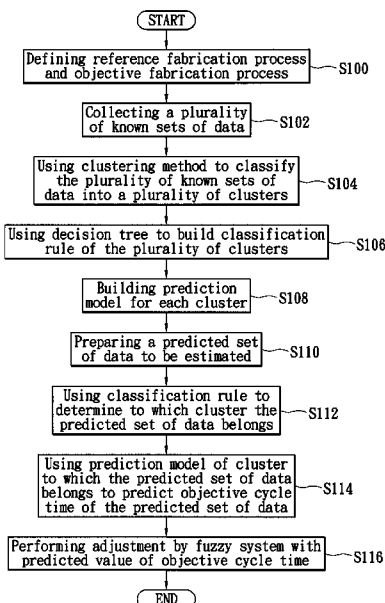 START
Defining reference fabrication process
and objective fabrication process
S100
Collecting a plurality
of known sets of data
S102
Using clustering method to classify
the plurality of known sets of
data into a plurality of clusters
S104
Using decision tree to build classification
rule of the plurality of clusters
S106
Building prediction
model for each cluster
S108
Preparing a predicted set
of data to be estimated
S110
Using classification rule to
determine to which cluster the
predicted set of data belongs
S112
Using prediction model of cluster
to which the predicted set of data
belongs to predict objective cycle
time of the predicted set of data
S114
Performing adjustment by fuzzy system with
predicted value of objective cycle time
S116
END